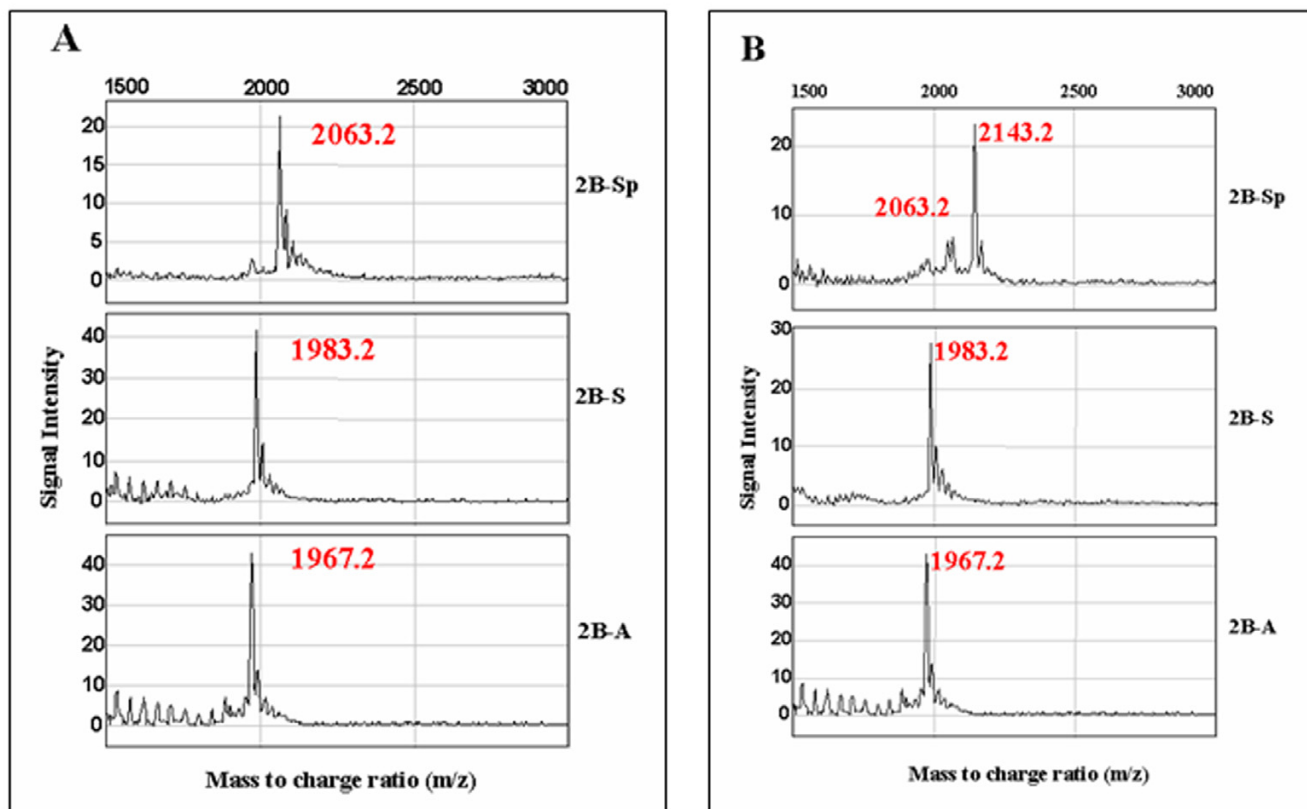 A
1500 2000 2500 3000
20
15
10
5
0
2063.2
2B-Sp
40
30
20
10
0
1983.2
2B-S
Signal Intensity
40
30
20
10
0
1967.2
2B-A
Mass to charge ratio (m/z)
B
1500 2000 2500 3000
20
10
0
2143.2
2063.2
2B-Sp
30
20
10
0
1983.2
2B-S
Signal Intensity
40
30
20
10
0
1967.2
2B-A
Mass to charge ratio (m/z)